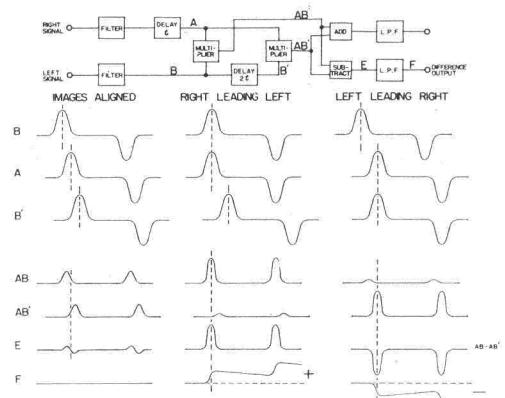 RIGHT SIGNAL
FILTER
DELAY
A
MULTI-PLIER
AB
ADD
L.P.F
MULTI-PLIER
AB'
LEFT SIGNAL
FILTER
B
DELAY
B'
SUB-TRACT
E
L.P.F
F
DIFFERENCE OUTPUT
IMAGES ALIGNED
RIGHT LEADING LEFT
LEFT LEADING RIGHT
B
A
B'
AB
AB'
E
AB-AB'
F
+
—